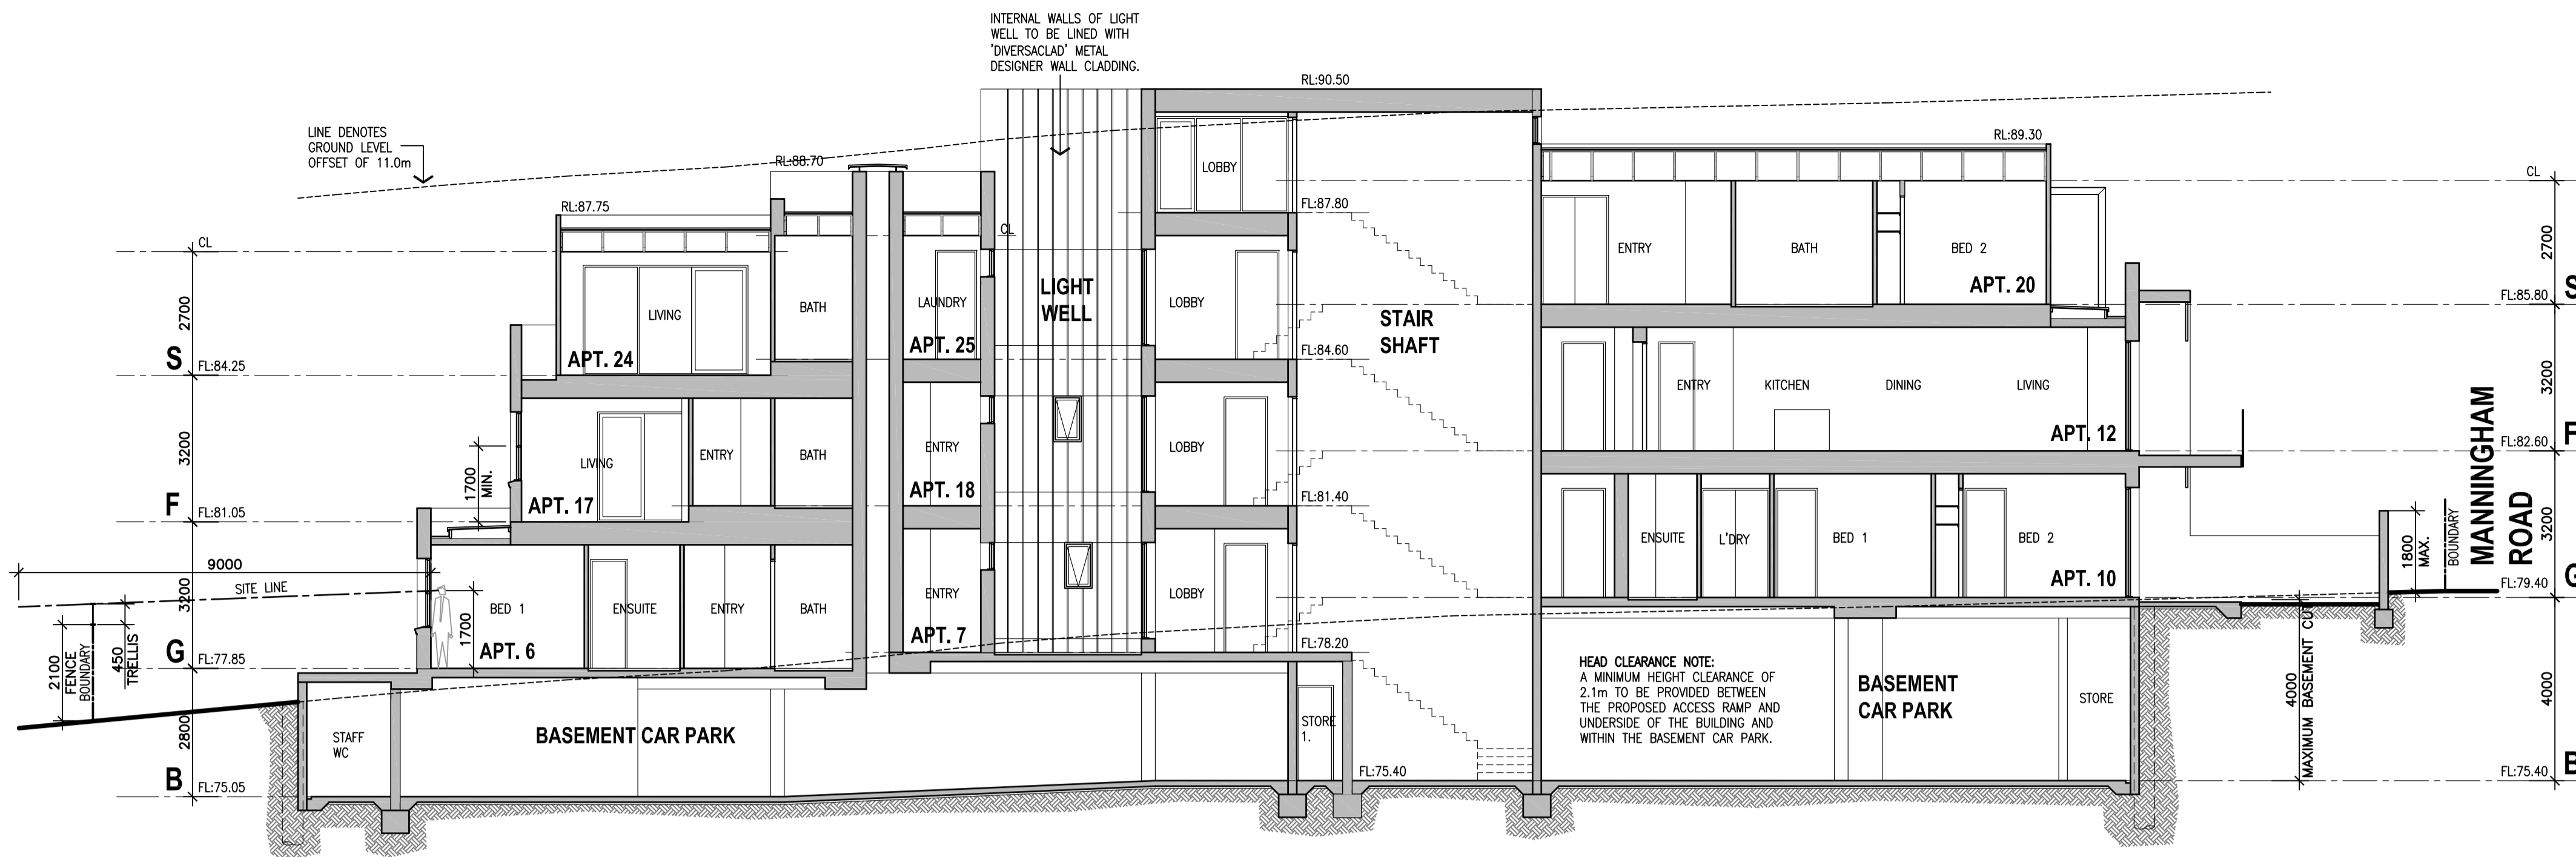 INTERNAL WALLS OF LIGHT
WELL TO BE LINED WITH
'DIVERSACLAD' METAL
DESIGNER WALL CLADDING.
RL:90.50
LINE DENOTES
GROUND LEVEL
OFFSET OF 11.0m
RL:88.70
RL:89.30
RL:87.75
CL
CL
CL
LOBBY
FL:87.80
2700
LIVING
BATH
LAUNDRY
LIGHT
WELL
LOBBY
STAIR
SHAFT
ENTRY
BATH
BED 2
APT. 20
2700
S
FL:84.25
APT. 24
APT. 25
FL:84.60
FL:85.80
S
3200
1700
MIN.
LIVING
ENTRY
BATH
ENTRY
LOBBY
ENTRY
KITCHEN
DINING
LIVING
3200
F
FL:81.05
APT. 17
APT. 18
FL:81.40
APT. 12
FL:82.60
F
MANNINGHAM
ROAD
9000
SITE LINE
3200
2100
FENCE
BOUNDARY
450
TRELLIS
1700
BED 1
ENSUITE
ENTRY
BATH
ENTRY
LOBBY
ENSUITE
L'DRY
BED 1
BED 2
APT. 10
1800
MAX.
BOUNDARY
3200
FL:79.40
G
G
FL:77.85
APT. 6
APT. 7
FL:78.20
2800
STAFF
WC
BASEMENT CAR PARK
STORE
1.
HEAD CLEARANCE NOTE:
A MINIMUM HEIGHT CLEARANCE OF
2.1m TO BE PROVIDED BETWEEN
THE PROPOSED ACCESS RAMP AND
UNDERSIDE OF THE BUILDING AND
WITHIN THE BASEMENT CAR PARK.
BASEMENT
CAR PARK
STORE
4000
MAXIMUM BASEMENT CUT
4000
B
FL:75.05
FL:75.40
FL:75.40
B